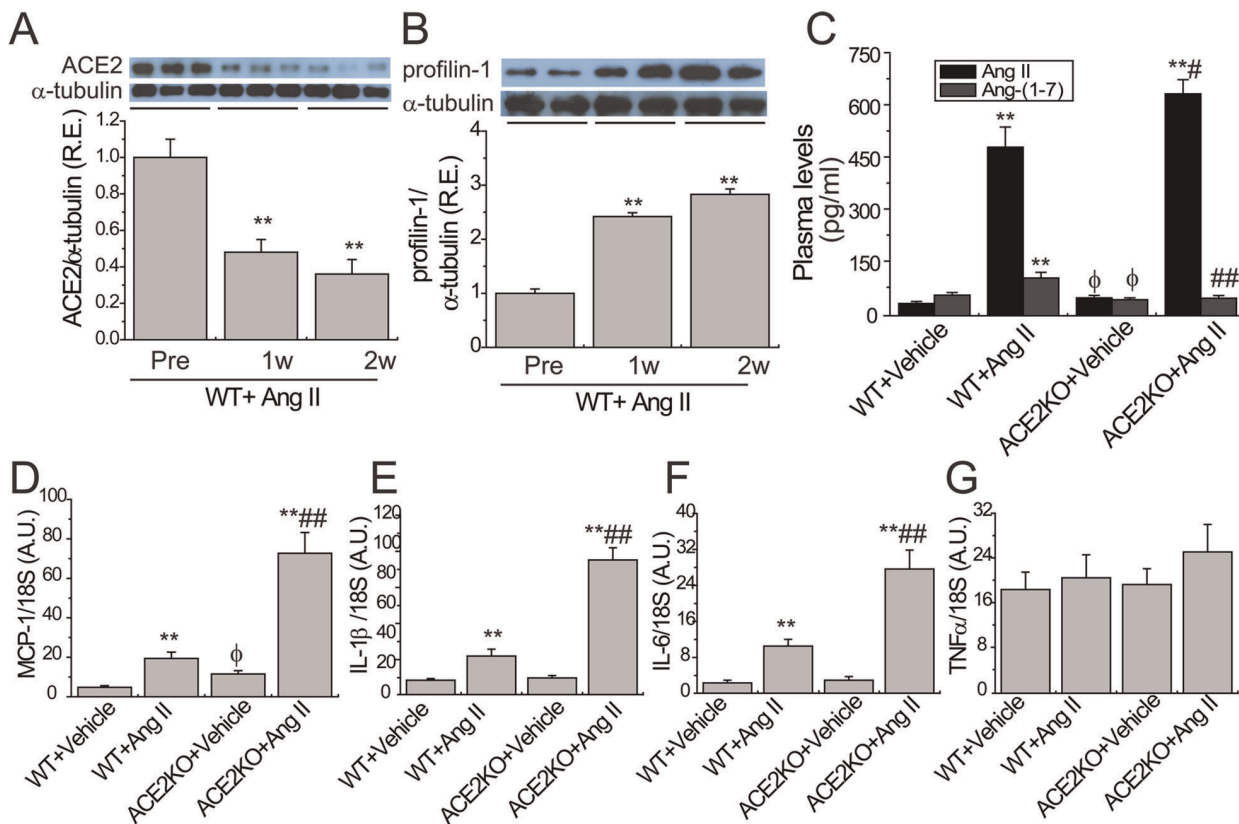 A
ACE2
α-tubulin
ACE2/α-tubulin (R.E.)
1.2
1.0
0.8
0.6
0.4
0.2
0.0
**
**
Pre
1w
2w
WT+ Ang II
B
profilin-1
α-tubulin
profilin-1/
α-tubulin (R.E.)
4
3
2
1
0
**
**
Pre
1w
2w
WT+ Ang II
C
Plasma levels
(pg/ml)
750
600
450
300
150
0
Ang II
Ang-(1-7)
**
**
ϕ
ϕ
**#
##
WT+Vehicle
WT+Ang II
ACE2KO+Vehicle
ACE2KO+Ang II
D
MCP-1/18S (A.U.)
100
80
60
40
20
0
**
ϕ
**##
WT+Vehicle
WT+Ang II
ACE2KO+Vehicle
ACE2KO+Ang II
E
IL-1β /18S (A.U.)
120
100
80
60
40
20
0
**
**##
WT+Vehicle
WT+Ang II
ACE2KO+Vehicle
ACE2KO+Ang II
F
IL-6/18S (A.U.)
40
36
28
20
12
4
0
**
**##
WT+Vehicle
WT+Ang II
ACE2KO+Vehicle
ACE2KO+Ang II
G
TNFα/18S (A.U.)
32
24
16
8
0
WT+Vehicle
WT+Ang II
ACE2KO+Vehicle
ACE2KO+Ang II